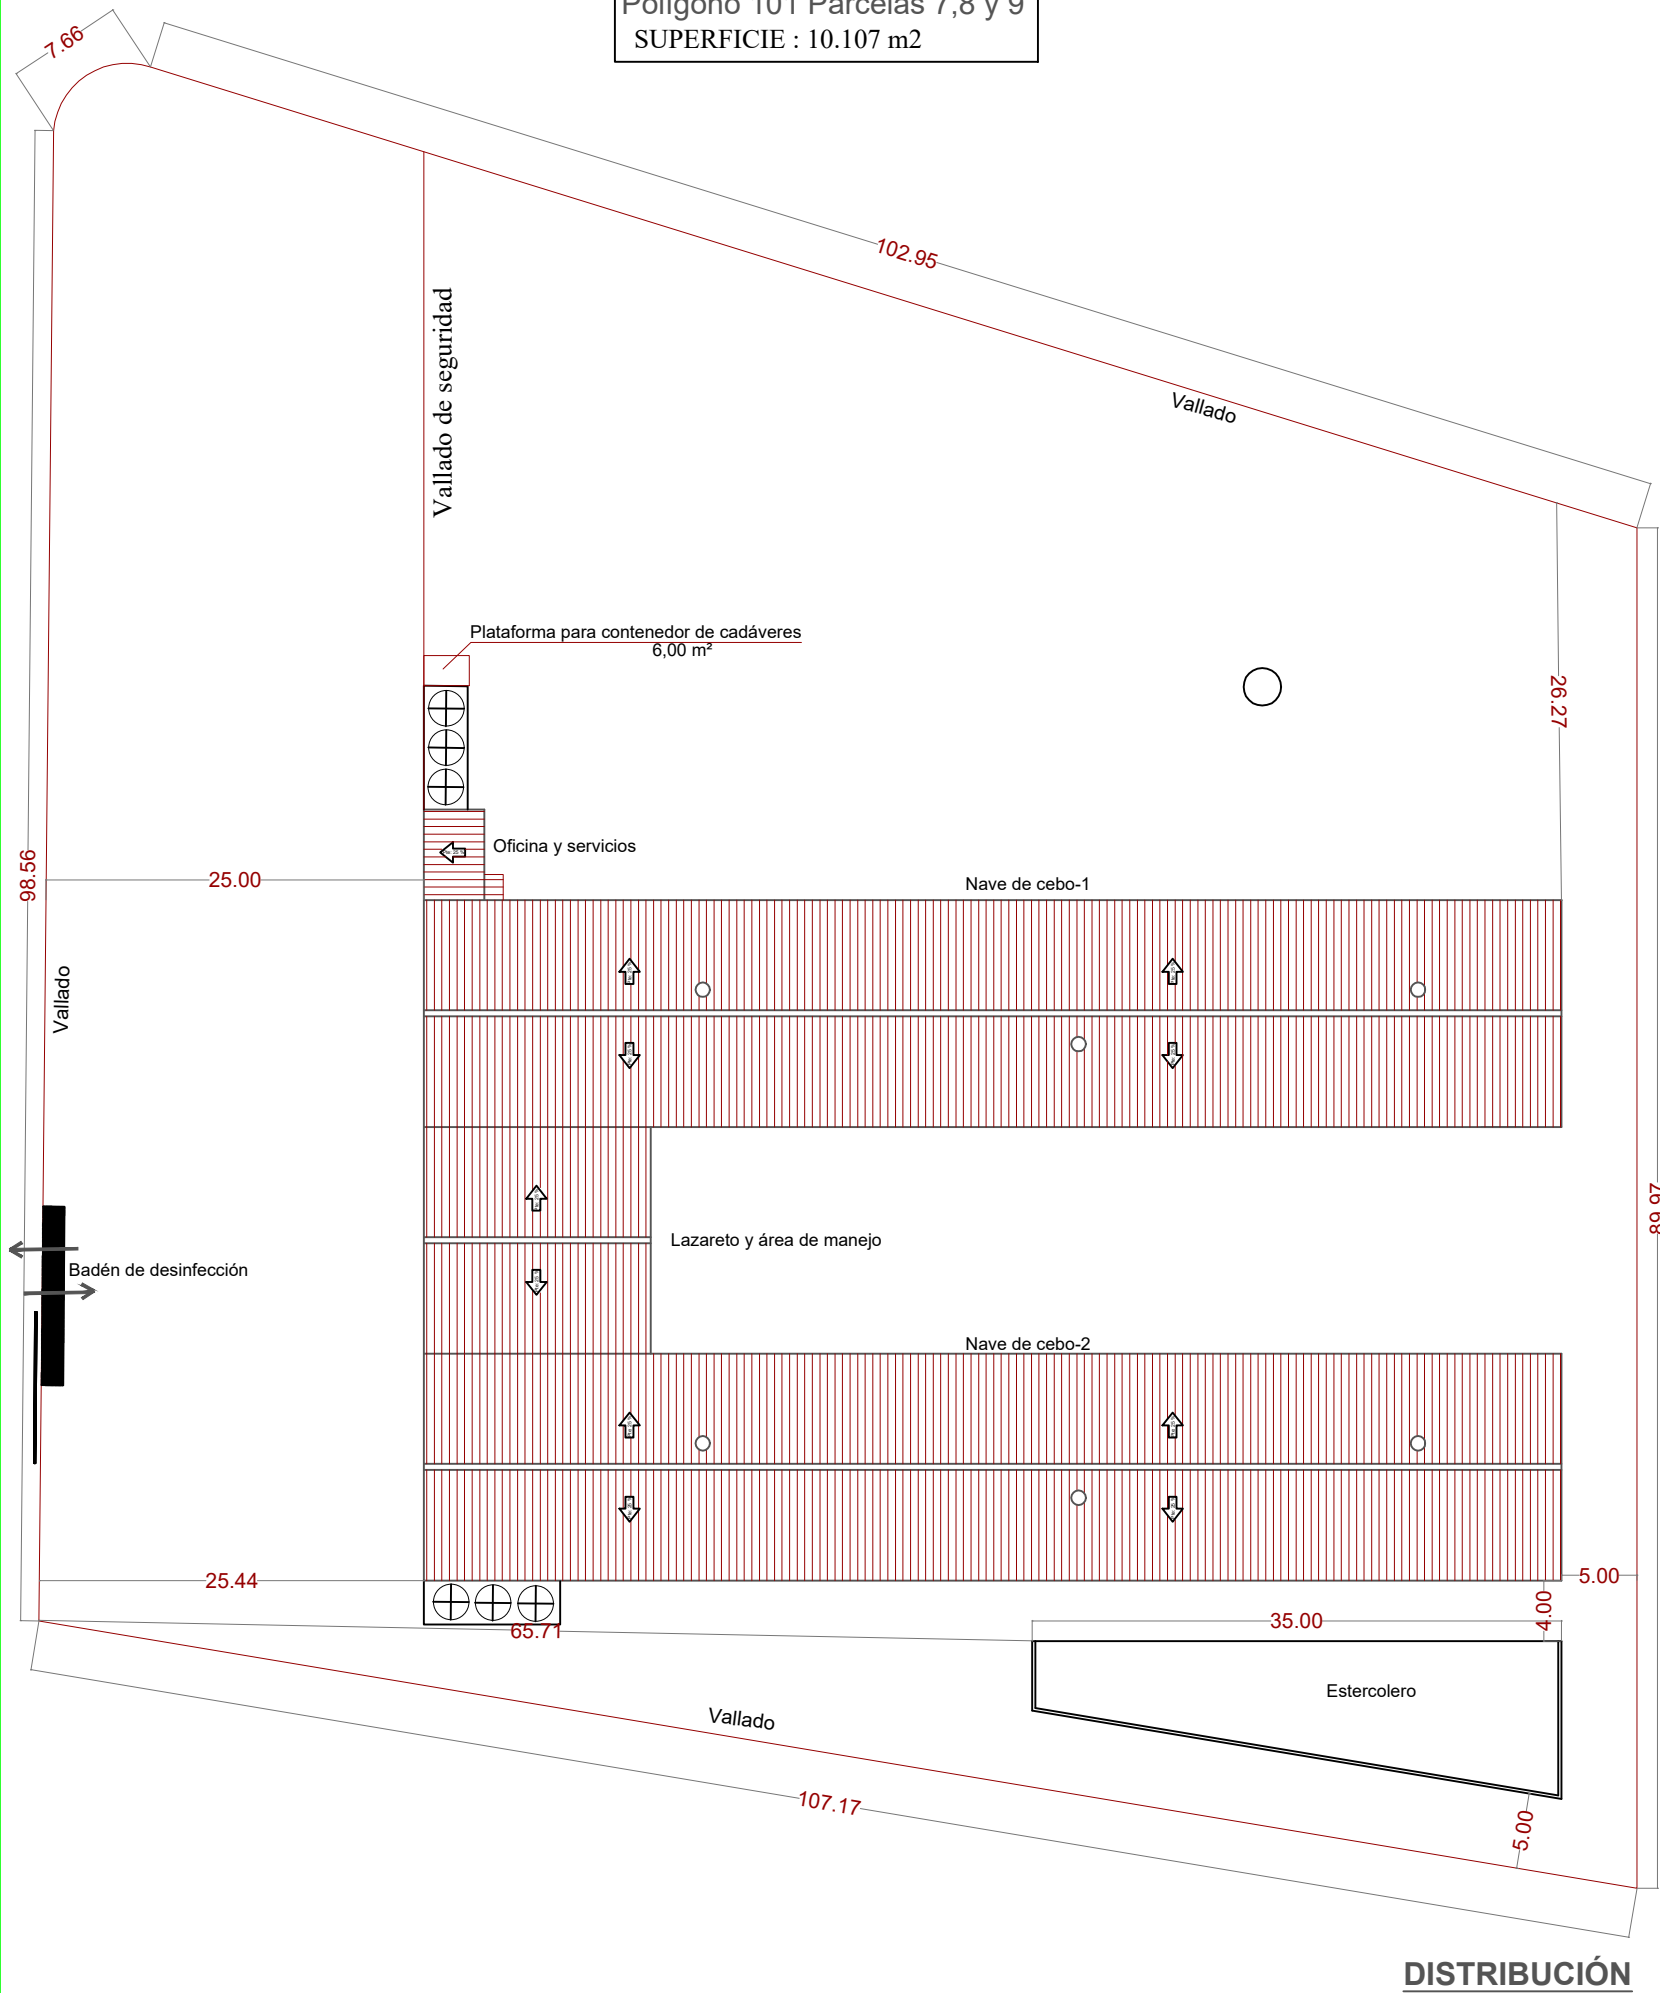 Polígono 101 Parcelas 7,8 y 9
SUPERFICIE : 10.107 m2
7.66
102.95
Vallado de seguridad
Vallado
Plataforma para contenedor de cadáveres
6,00 m²
26.27
Oficina y servicios
98.56
25.00
Nave de cebo-1
Vallado
89.97
Lazareto y área de manejo
Badén de desinfección
Nave de cebo-2
25.44
5.00
4.00
65.71
35.00
Estercolero
Vallado
107.17
5.00
DISTRIBUCIÓN